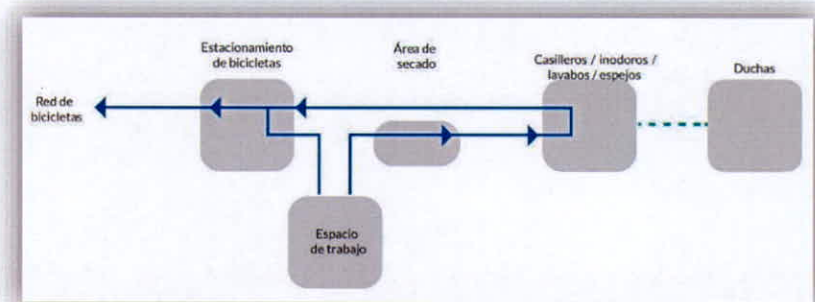 Estacionamiento
de bicicletas
Área de
secado
Casilleros / inodoros /
lavabos / espejos
Duchas
Red de
bicicletas
Espacio
de trabajo